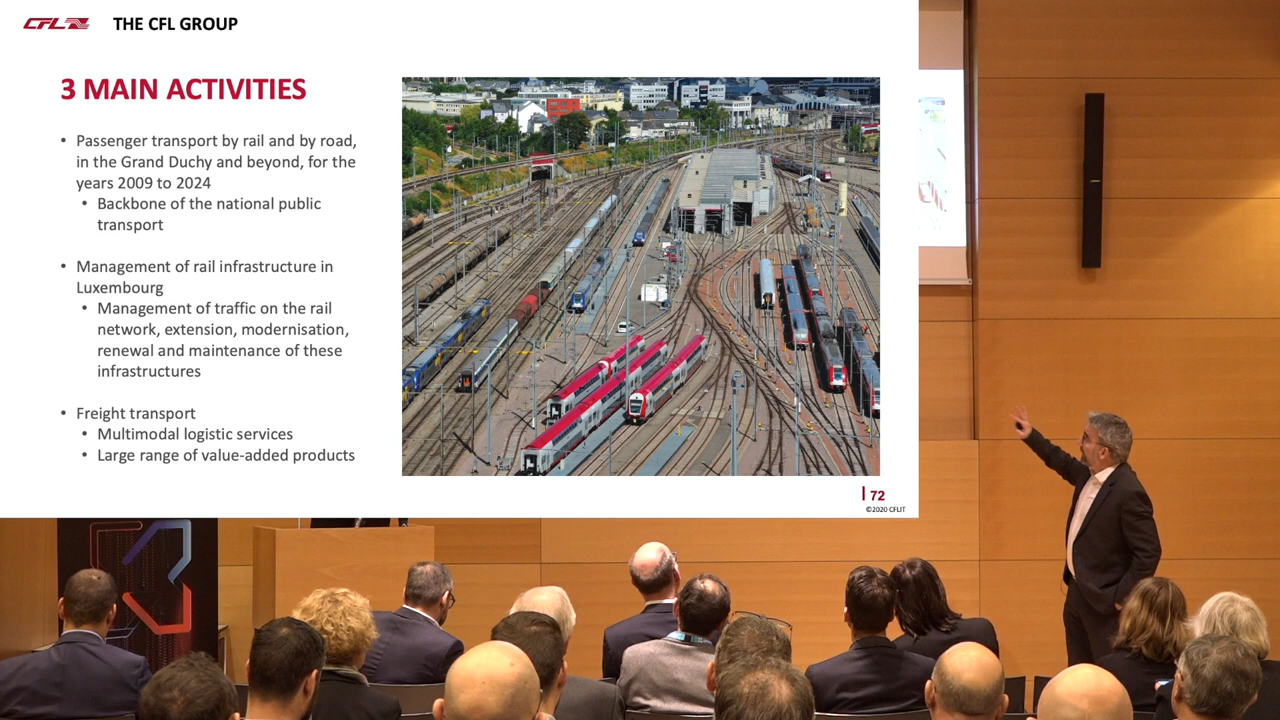 CFL
THE CFL GROUP
3 MAIN ACTIVITIES
• Passenger transport by rail and by road,
in the Grand Duchy and beyond, for the
years 2009 to 2024
• Backbone of the national public
transport
• Management of rail infrastructure in
Luxembourg
• Management of traffic on the rail
network, extension, modernisation,
renewal and maintenance of these
infrastructures
• Freight transport
• Multimodal logistic services
• Large range of value-added products
72
©2020 CFLIT